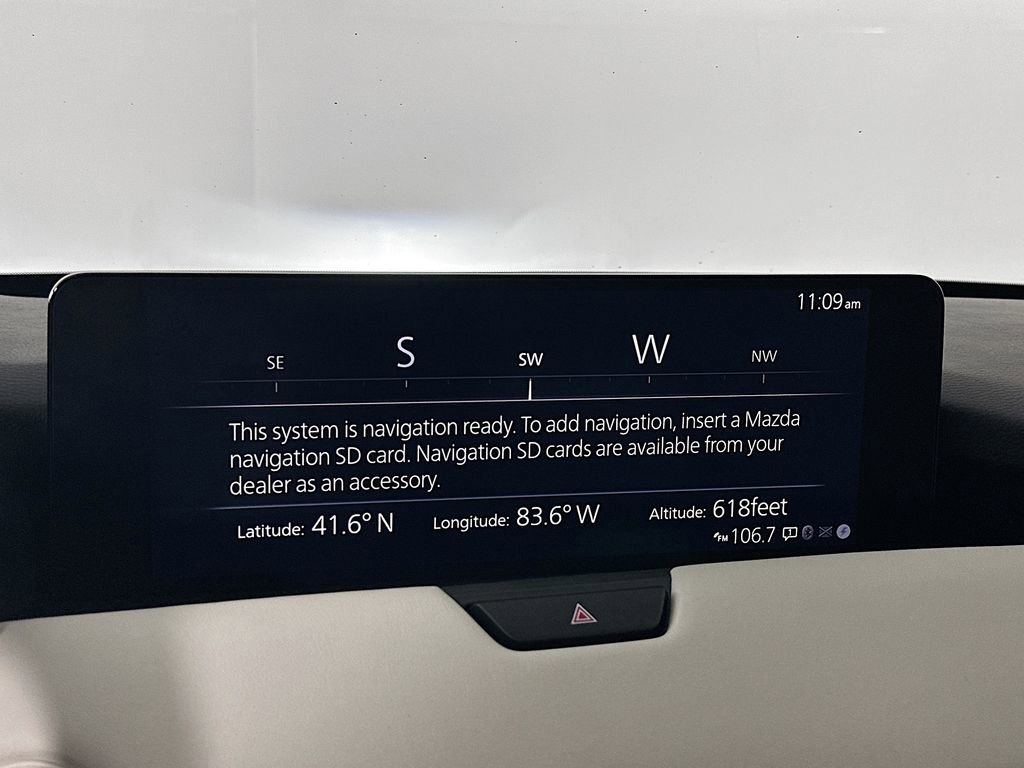 11:09am
SE S SW W NW
This system is navigation ready. To add navigation, insert a Mazda
navigation SD card. Navigation SD cards are available from your
dealer as an accessory.
Latitude: 41.6° N Longitude: 83.6° W Altitude: 618feet
FM 106.7